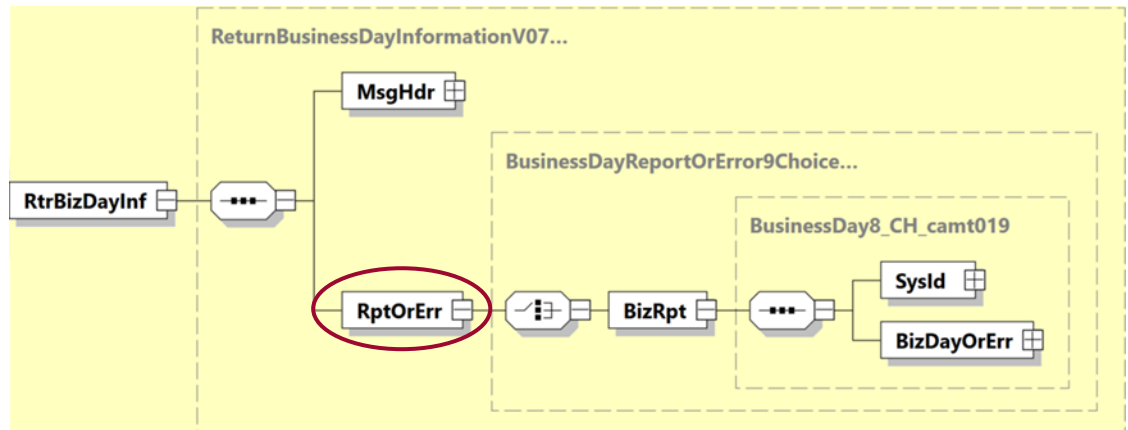 ReturnBusinessDayInformationV07...
MsgHdr
BusinessDayReportOrError9Choice...
RtrBizDayInf
BusinessDay8_CH_camt019
SysId
RptOrErr
BizRpt
BizDayOrErr